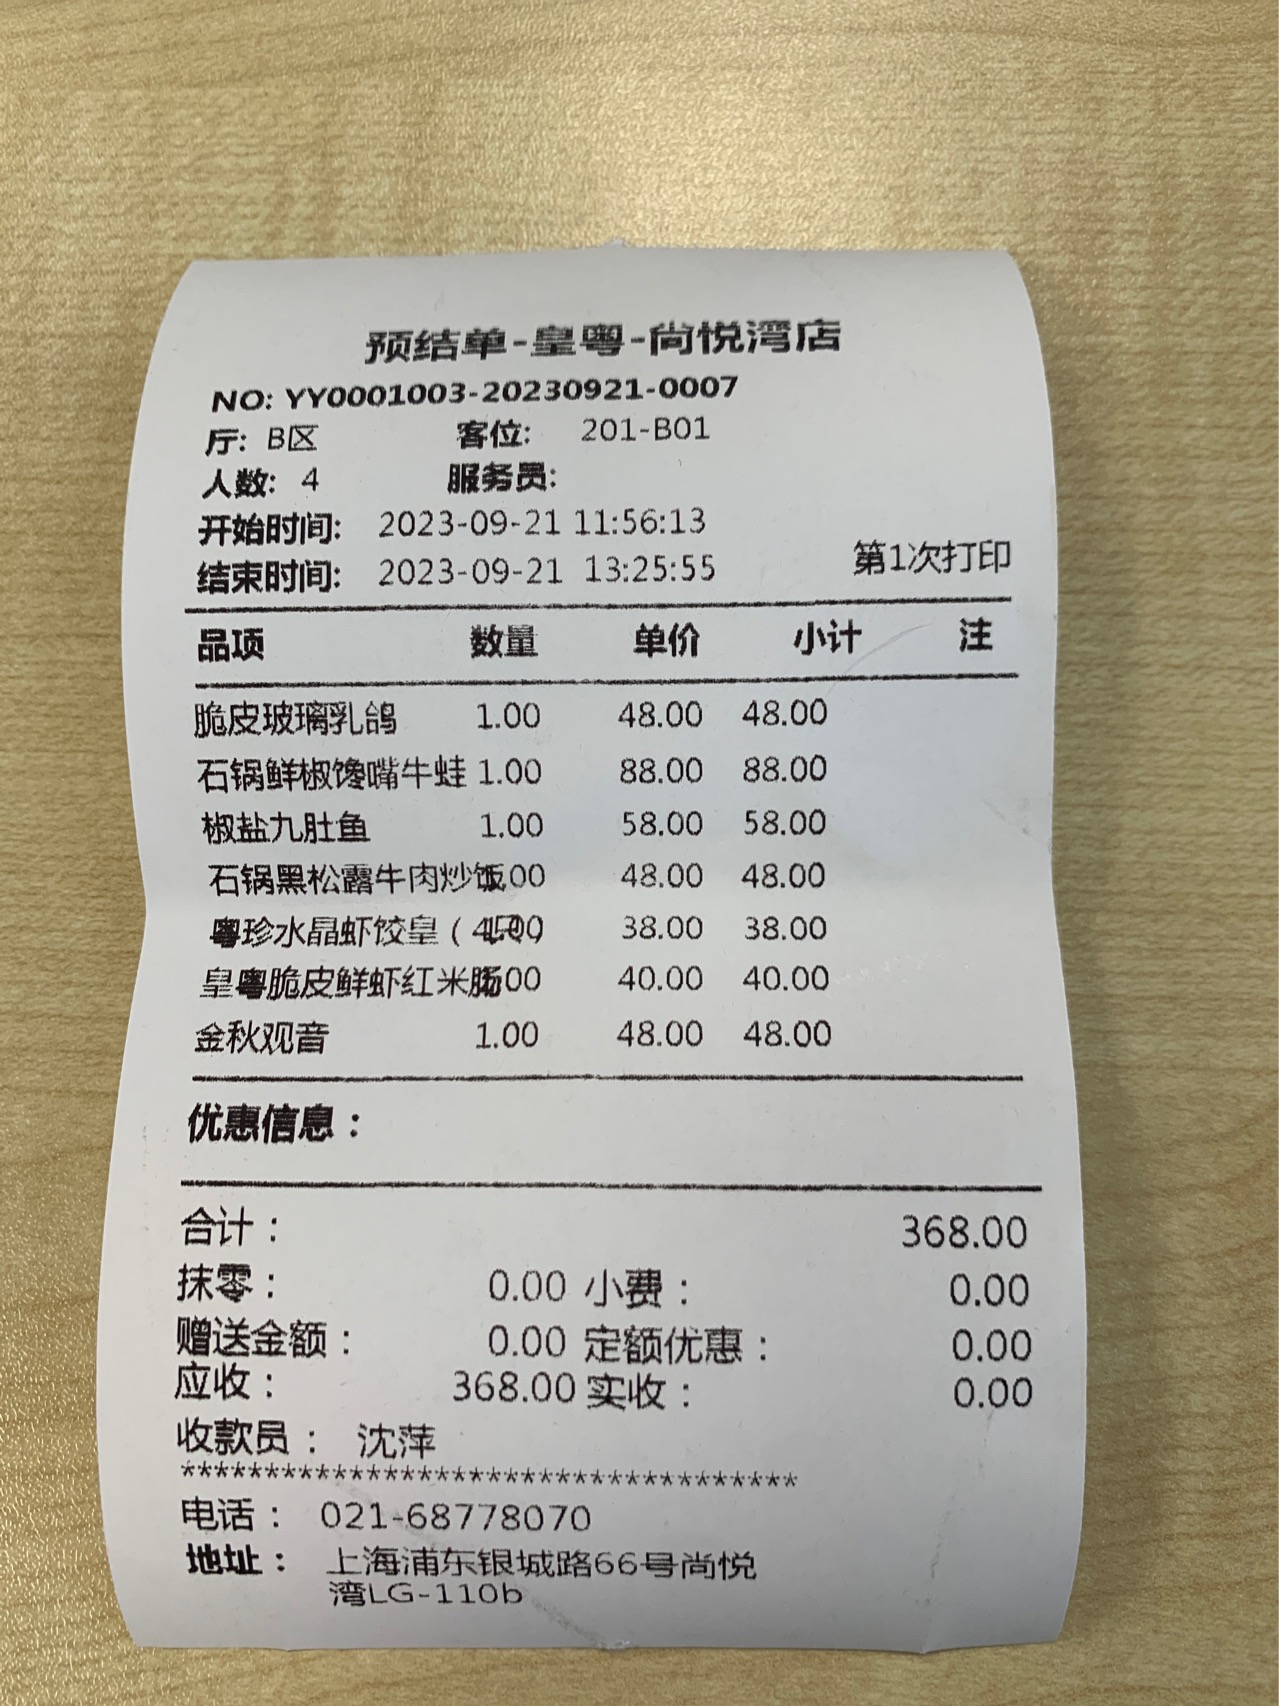 预结单-皇粤-尚悦湾店
NO: YY0001003-20230921-0007
厅: B区 客位: 201-B01
人数: 4 服务员:
开始时间: 2023-09-21 11:56:13
结束时间: 2023-09-21 13:25:55 第1次打印
品项 数量 单价 小计 注
脆皮玻璃乳鸽 1.00 48.00 48.00
石锅鲜椒馋嘴牛蛙 1.00 88.00 88.00
椒盐九肚鱼 1.00 58.00 58.00
石锅黑松露牛肉炒饭 1.00 48.00 48.00
粤珍水晶虾饺皇（4只） 1.00 38.00 38.00
皇粤脆皮鲜虾红米肠 1.00 40.00 40.00
金秋观音 1.00 48.00 48.00
优惠信息：
合计： 368.00
抹零： 0.00 小费： 0.00
赠送金额： 0.00 定额优惠： 0.00
应收： 368.00 实收： 0.00
收款员： 沈萍
*************************************
电话： 021-68778070
地址： 上海浦东银城路66号尚悦
湾LG-110b